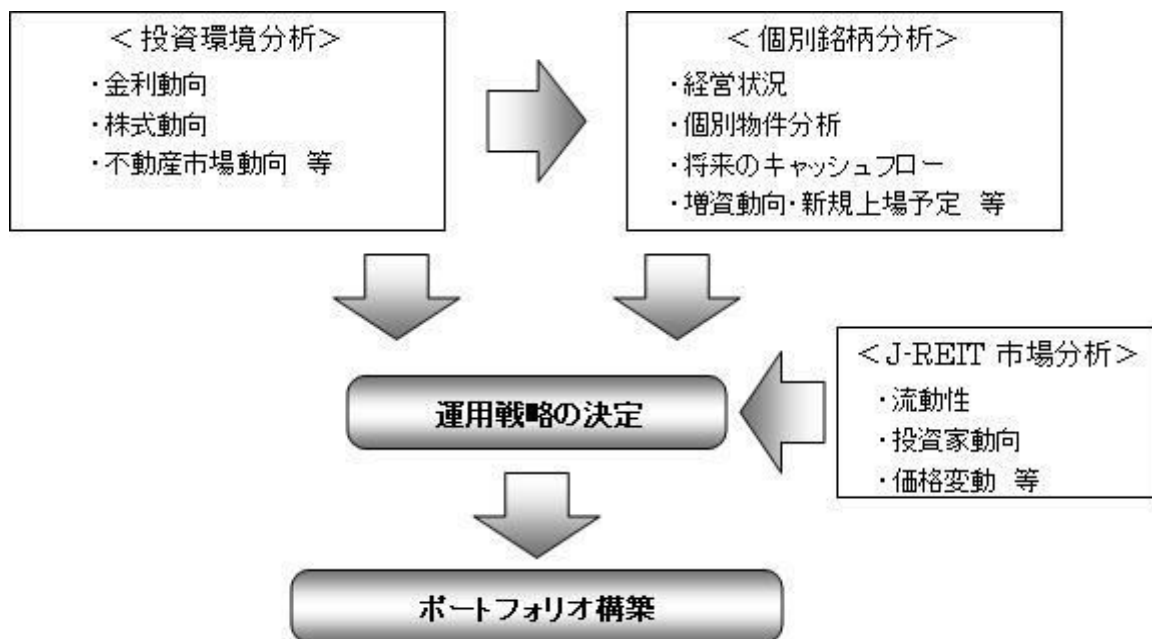 ＜投資環境分析＞
・金利動向
・株式動向
・不動産市場動向　等
＜個別銘柄分析＞
・経営状況
・個別物件分析
・将来のキャッシュフロー
・増資動向・新規上場予定　等
＜J-REIT 市場分析＞
・流動性
・投資家動向
・価格変動　等
運用戦略の決定
ポートフォリオ構築